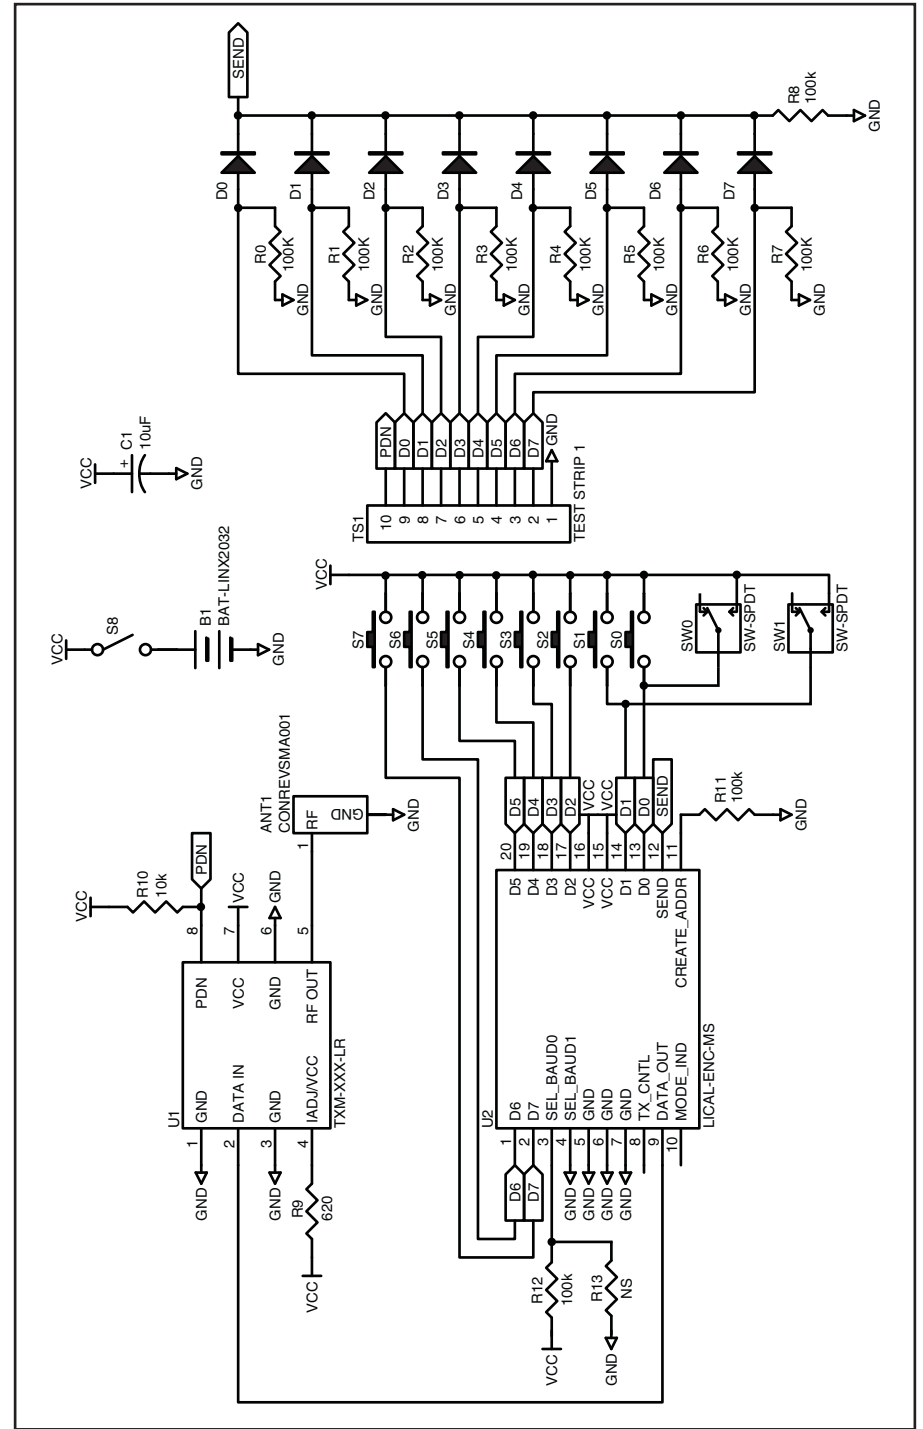 SEND
R8
100k
GND
D0
D1
D2
D3
D4
D5
D6
D7
R0
100K
GND
R1
100K
GND
R2
100K
GND
R3
100K
GND
R4
100K
GND
R5
100K
GND
R6
100K
GND
R7
100K
GND
VCC
+
C1
10uF
GND
TS1
10
9
8
7
6
5
4
3
2
1
PDN
D0
D1
D2
D3
D4
D5
D6
D7
GND
TEST STRIP 1
VCC
S8
B1
BAT-LINX2032
GND
VCC
S7
S6
S5
S4
S3
S2
S1
S0
SW0
SW-SPDT
SW1
SW-SPDT
ANT1
CONREVSMA001
RF
GND
1
GND
VCC
R10
10k
PDN
8
VCC
7
GND
6
5
U1
GND
DATA IN
GND
IADJ/VCC
PDN
VCC
GND
RF OUT
TXM-XXX-LR
1
2
3
4
GND
GND
R9
620
VCC
D5
D4
D3
D2
VCC
VCC
D1
D0
SEND
20
19
18
17
16
15
14
13
12
11
R11
100k
GND
D5
D4
D3
D2
VCC
VCC
D1
D0
SEND
CREATE_ADDR
U2
D6
D7
SEL_BAUD0
SEL_BAUD1
GND
GND
GND
TX_CNTL
DATA_OUT
MODE_IND
LICAL-ENC-MS
1
2
3
4
5
6
7
8
9
10
D6
D7
GND
GND
GND
GND
R12
100k
VCC
R13
NS
GND